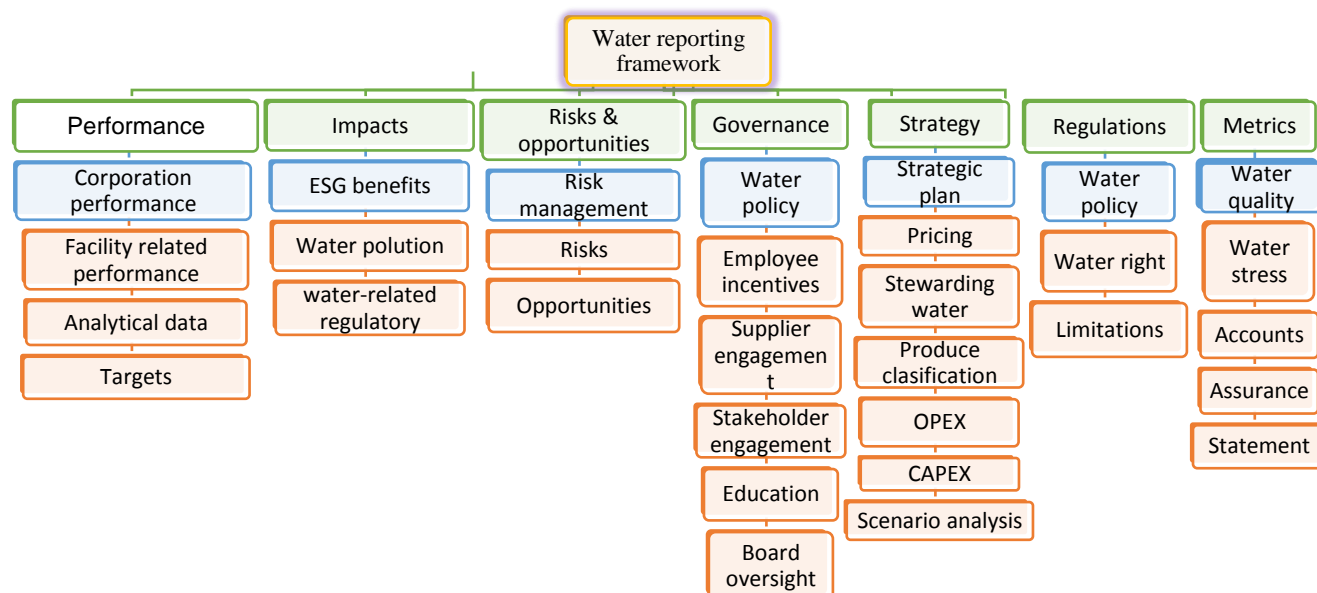 Water reporting
framework
Performance
Impacts
Risks &
opportunities
Governance
Strategy
Regulations
Metrics
Corporation
performance
Facility related
performance
Analytical data
Targets
ESG benefits
Water polution
water-related
regulatory
Risk
management
Risks
Opportunities
Water
policy
Employee
incentives
Supplier
engagemen
t
Stakeholder
engagement
Education
Board
oversight
Strategic
plan
Pricing
Stewarding
water
Produce
clasification
OPEX
CAPEX
Scenario analysis
Water
policy
Water right
Limitations
Water
quality
Water
stress
Accounts
Assurance
Statement